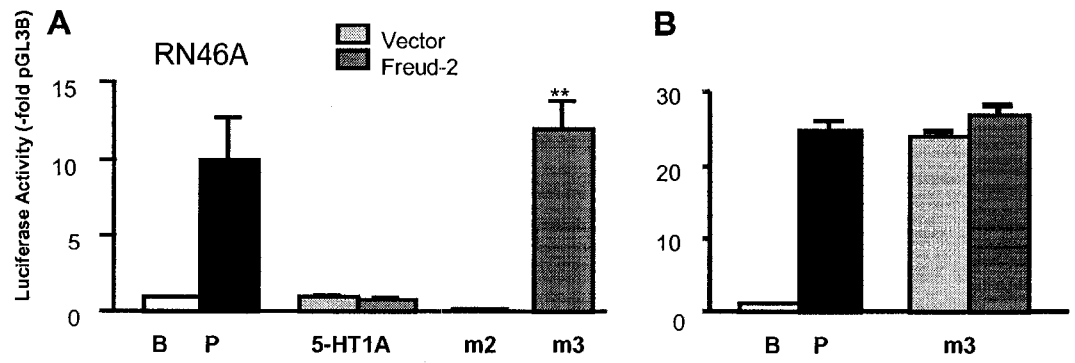 A
B
RN46A
Vector
Freud-2
Luciferase Activity (-fold pGL3B)
15
10
5
0
**
B P 5-HT1A m2 m3
30
20
10
0
B P m3